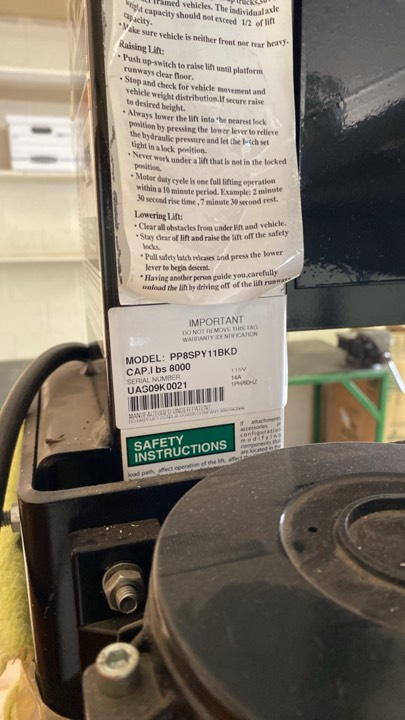 framed vehicles. The individual axle
weight capacity should not exceed 1/2 of lift
capacity.
• Make sure vehicle is neither front nor rear heavy.
Raising Lift:
• Push up-switch to raise lift until platform
runways clear floor.
• Stop and check for vehicle movement and
vehicle weight distribution.If secure raise
to desired height.
• Always lower the lift into the nearest lock
position by pressing the lower lever to relieve
the hydraulic pressure and let the latch set
tight in a lock position.
• Never work under a lift that is not in the locked
position.
• Motor duty cycle is one full lifting operation
within a 10 minute period. Example: 2 minute
30 second rise time , 7 minute 30 second rest.
Lowering Lift:
• Clear all obstacles from under lift and vehicle.
• Stay clear of lift and raise the lift off the safety
locks.
• Pull safety latch releases and press the lower
lever to begin descent.
• Having another person guide you,carefully
unload the lift by driving off of the lift runways
IMPORTANT
DO NOT REMOVE THIS TAG
WARRANTY IDENTIFICATION
MODEL: PP8SPY11BKD
CAP.l bs 8000
115V
SERIAL NUMBER
14A
UAS09K0021
1PH/60HZ
MANUFACTURED UNDER PATENT
SAFETY
INSTRUCTIONS
If attachments
accessories or
configuration
modifying
components that
are located in the
load path, affect operation of the lift, affect